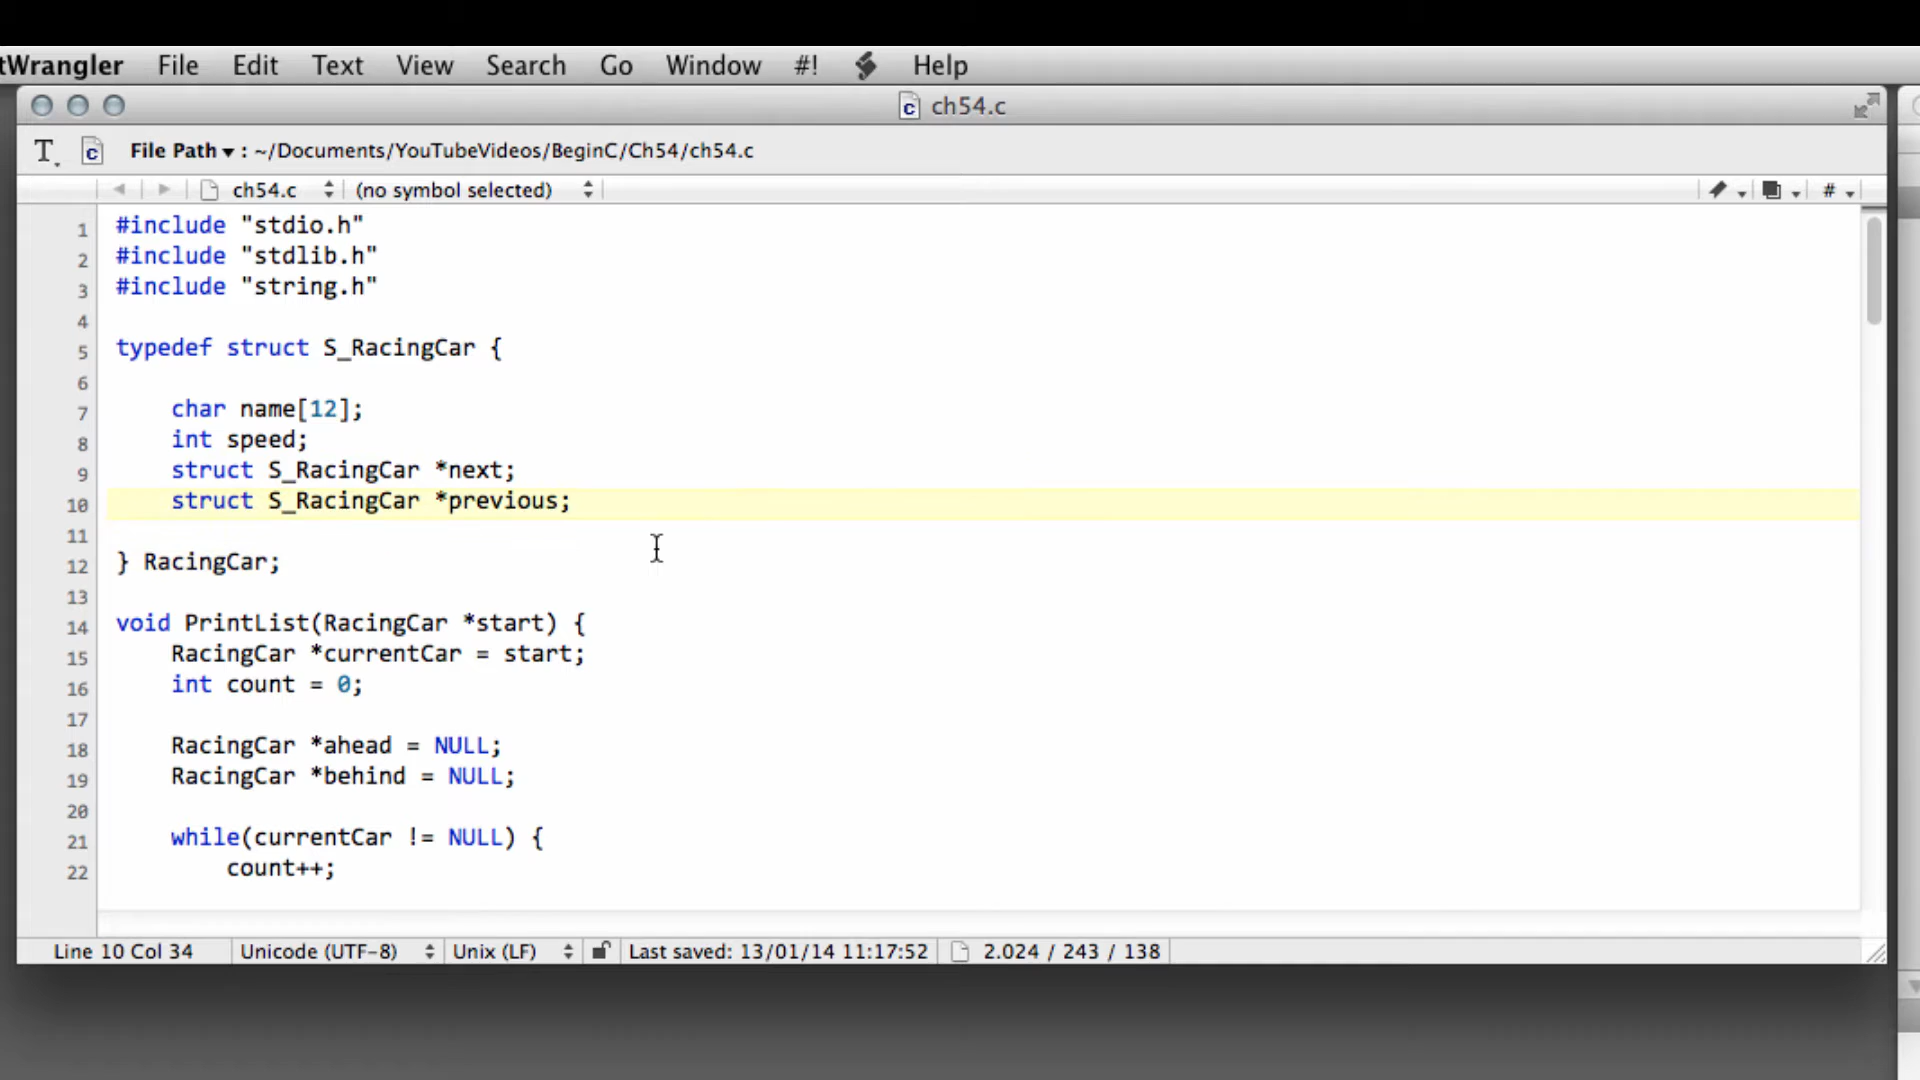 tWrangler File Edit Text View Search Go Window #! Help
ch54.c
T. File Path : ~/Documents/YouTubeVideos/BeginC/Ch54/ch54.c
ch54.c (no symbol selected) #
1 #include "stdio.h"
2 #include "stdlib.h"
3 #include "string.h"
4
5 typedef struct S_RacingCar {
6
7 char name[12];
8 int speed;
9 struct S_RacingCar *next;
10 struct S_RacingCar *previous;
11
12 } RacingCar;
13
14 void PrintList(RacingCar *start) {
15 RacingCar *currentCar = start;
16 int count = 0;
17
18 RacingCar *ahead = NULL;
19 RacingCar *behind = NULL;
20
21 while(currentCar != NULL) {
22 count++;
Line 10 Col 34 Unicode (UTF-8) Unix (LF) Last saved: 13/01/14 11:17:52 2.024 / 243 / 138